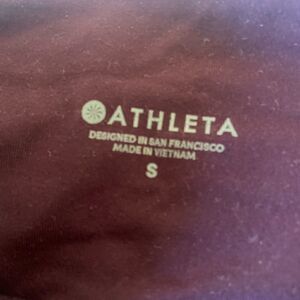 ATHLETA
DESIGNED IN SAN FRANCISCO
MADE IN VIETNAM
S